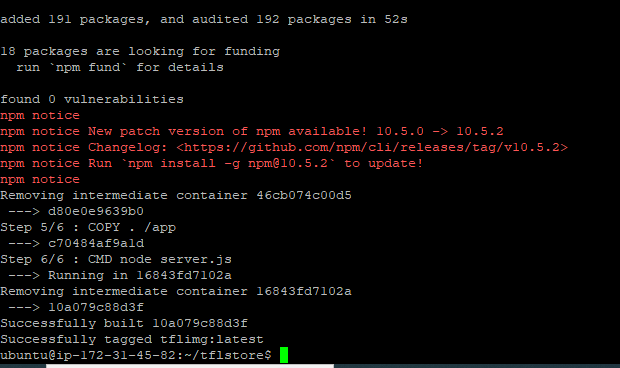 added 191 packages, and audited 192 packages in 52s
18 packages are looking for funding
run `npm fund` for details
found 0 vulnerabilities
npm notice
npm notice New patch version of npm available! 10.5.0 -> 10.5.2
npm notice Changelog: <https://github.com/npm/cli/releases/tag/v10.5.2>
npm notice Run `npm install -g npm@10.5.2` to update!
npm notice
Removing intermediate container 46cb074c00d5
---> d80e0e9639b0
Step 5/6 : COPY . /app
---> c70484af9a1d
Step 6/6 : CMD node server.js
---> Running in 16843fd7102a
Removing intermediate container 16843fd7102a
---> 10a079c88d3f
Successfully built 10a079c88d3f
Successfully tagged tflimg:latest
ubuntu@ip-172-31-45-82:~/tflstore$